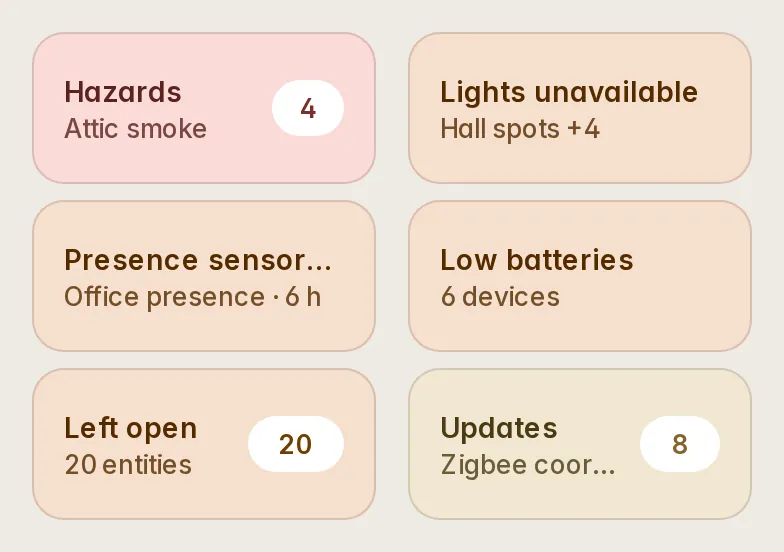 Hazards
Attic smoke
4
Lights unavailable
Hall spots +4
Presence sensor...
Office presence · 6 h
Low batteries
6 devices
Left open
20 entities
20
Updates
Zigbee coor...
8